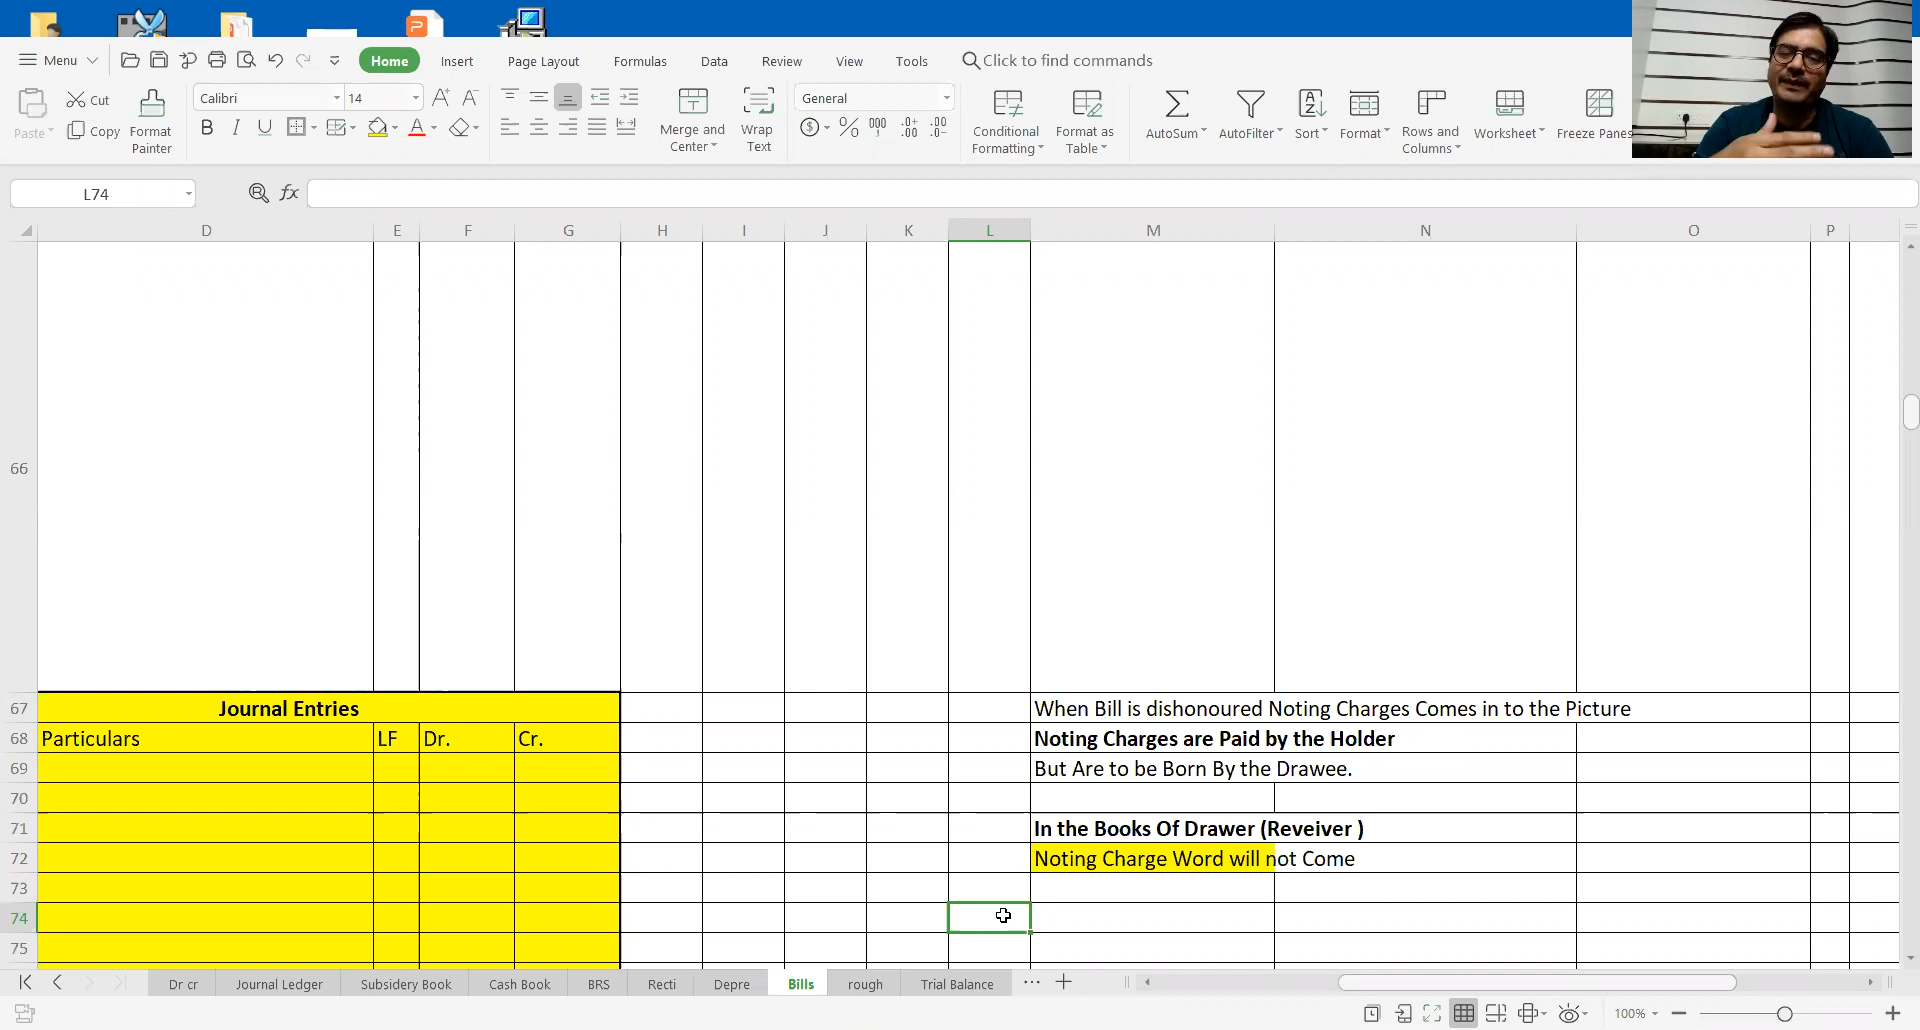 Menu
Home
Insert
Page Layout
Formulas
Data
Review
View
Tools
Click to find commands
Paste
Cut
Copy
Format Painter
Calibri
14
Merge and Center
Wrap Text
General
Conditional Formatting
Format as Table
AutoSum
AutoFilter
Sort
Format
Rows and Columns
Worksheet
Freeze Panes
L74
fx
D E F G H I J K L M N O P
66
67 Journal Entries When Bill is dishonoured Noting Charges Comes in to the Picture
68 Particulars LF Dr. Cr. Noting Charges are Paid by the Holder
69 But Are to be Born By the Drawee.
70
71 In the Books Of Drawer (Reveiver )
72 Noting Charge Word will not Come
73
74
75
Dr cr Journal Ledger Subsidery Book Cash Book BRS Recti Depre Bills rough Trial Balance
100%